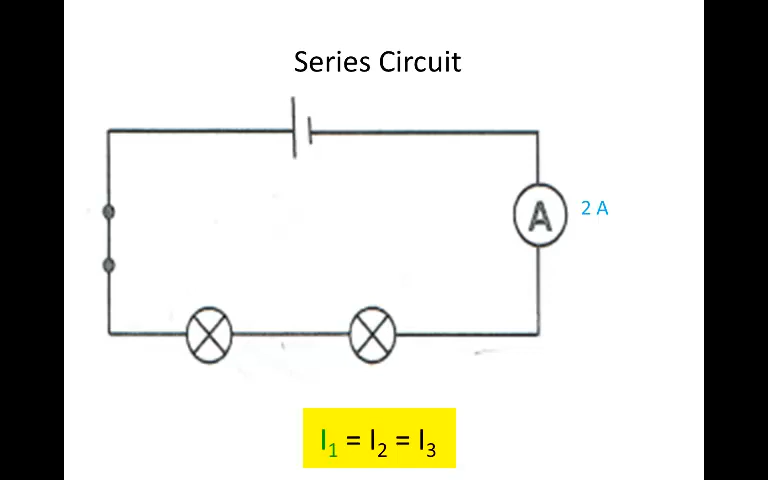 Series Circuit
A
2 A
I₁ = I₂ = I₃